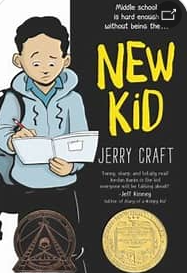 Middle school
is hard enough
without being the...
NEW
KID
JERRY CRAFT
"Funny, sharp, and totally real!
Jordan Banks is the kid
everyone will be talking about!"
-Jeff Kinney
Author of Diary of a Wimpy Kid